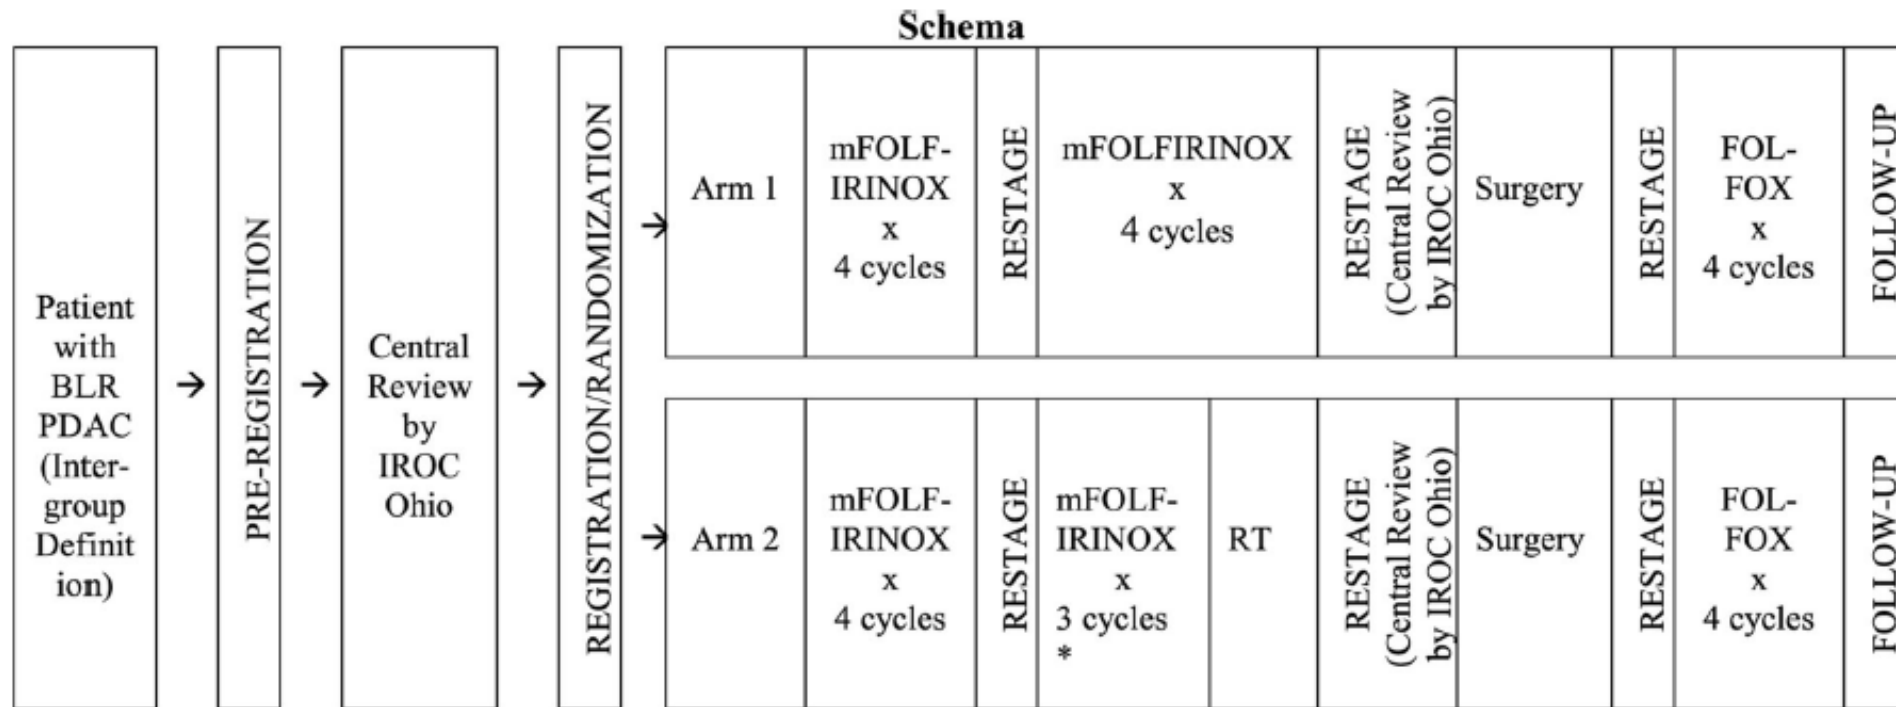 Schema
Patient
with
BLR
PDAC
(Inter-
group
Definit
ion)
→
PRE-REGISTRATION
→
Central
Review
by
IROC
Ohio
→
REGISTRATION/RANDOMIZATION
→
Arm 1
mFOLF-
IRINOX
x
4 cycles
RESTAGE
mFOLFIRINOX
x
4 cycles
RESTAGE
(Central Review
by IROC Ohio)
Surgery
RESTAGE
FOL-
FOX
x
4 cycles
FOLLOW-UP
→
Arm 2
mFOLF-
IRINOX
x
4 cycles
RESTAGE
mFOLF-
IRINOX
x
3 cycles
*
RT
RESTAGE
(Central Review
by IROC Ohio)
Surgery
RESTAGE
FOL-
FOX
x
4 cycles
FOLLOW-UP